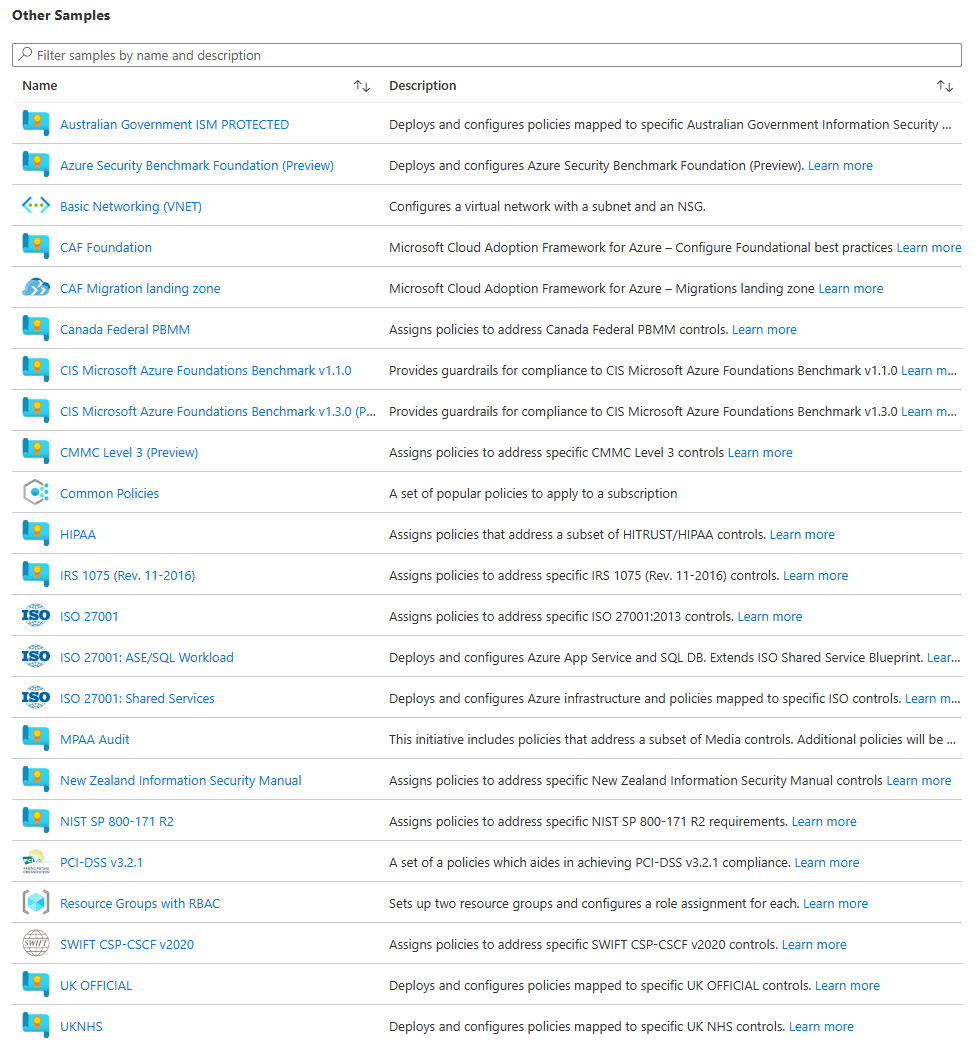 Other Samples
Filter samples by name and description
Name Description
Australian Government ISM PROTECTED Deploys and configures policies mapped to specific Australian Government Information Security ...
Azure Security Benchmark Foundation (Preview) Deploys and configures Azure Security Benchmark Foundation (Preview). Learn more
Basic Networking (VNET) Configures a virtual network with a subnet and an NSG.
CAF Foundation Microsoft Cloud Adoption Framework for Azure – Configure Foundational best practices Learn more
CAF Migration landing zone Microsoft Cloud Adoption Framework for Azure – Migrations landing zone Learn more
Canada Federal PBMM Assigns policies to address Canada Federal PBMM controls. Learn more
CIS Microsoft Azure Foundations Benchmark v1.1.0 Provides guardrails for compliance to CIS Microsoft Azure Foundations Benchmark v1.1.0 Learn m...
CIS Microsoft Azure Foundations Benchmark v1.3.0 (P... Provides guardrails for compliance to CIS Microsoft Azure Foundations Benchmark v1.3.0 Learn m...
CMMC Level 3 (Preview) Assigns policies to address specific CMMC Level 3 controls Learn more
Common Policies A set of popular policies to apply to a subscription
HIPAA Assigns policies that address a subset of HITRUST/HIPAA controls. Learn more
IRS 1075 (Rev. 11-2016) Assigns policies to address specific IRS 1075 (Rev. 11-2016) controls. Learn more
ISO ISO 27001 Assigns policies to address specific ISO 27001:2013 controls. Learn more
ISO ISO 27001: ASE/SQL Workload Deploys and configures Azure App Service and SQL DB. Extends ISO Shared Service Blueprint. Lear...
ISO ISO 27001: Shared Services Deploys and configures Azure infrastructure and policies mapped to specific ISO controls. Learn m...
MPAA Audit This initiative includes policies that address a subset of Media controls. Additional policies will be ...
New Zealand Information Security Manual Assigns policies to address specific New Zealand Information Security Manual controls Learn more
NIST SP 800-171 R2 Assigns policies to address specific NIST SP 800-171 R2 requirements. Learn more
PCI-DSS v3.2.1 A set of a policies which aides in achieving PCI-DSS v3.2.1 compliance. Learn more
Resource Groups with RBAC Sets up two resource groups and configures a role assignment for each. Learn more
SWIFT SWIFT CSP-CSCF v2020 Assigns policies to address specific SWIFT CSP-CSCF v2020 controls. Learn more
UK OFFICIAL Deploys and configures policies mapped to specific UK OFFICIAL controls. Learn more
UKNHS Deploys and configures policies mapped to specific UK NHS controls. Learn more